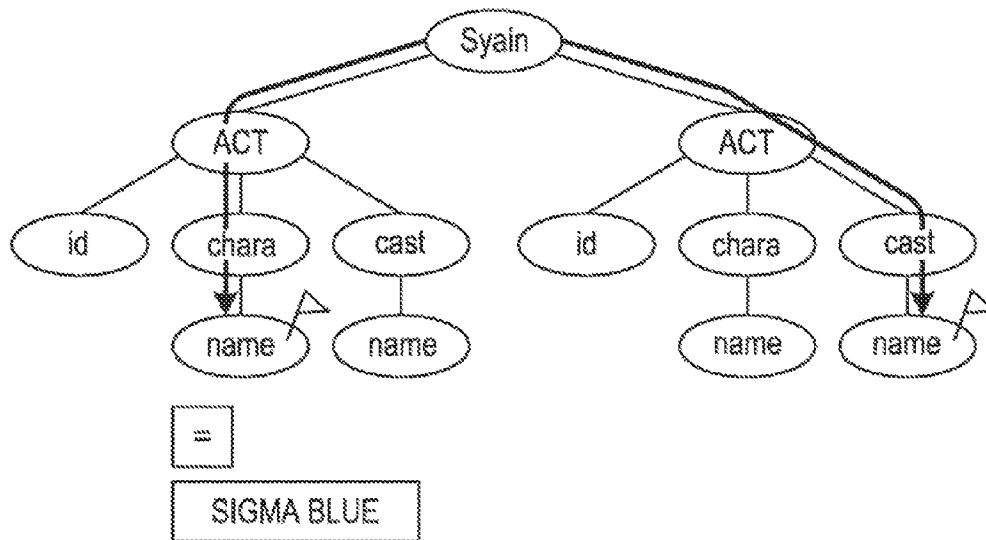 Syain
ACT ACT
id chara cast id chara cast
name name name name
=
SIGMA BLUE